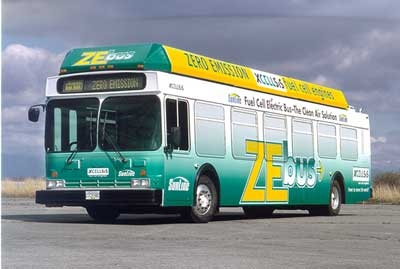 ZEbus
ZERO EMISSION XCELLSiS fuel cell engines
ZERO EMISSION
XCELLSiS
SunLine
Fuel Cell Electric Bus-The Clean Air Solution
SunLine
ZEbus
XCELLSiS
SunLine
SunLine
XCELLSiS